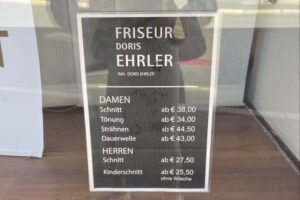 FRISEUR
DORIS
EHRLER
INH. DORIS EHRLER
DAMEN
Schnitt ab € 38,00
Tönung ab € 34,00
Strähnen ab € 44,50
Dauerwelle ab € 43,00
HERREN
Schnitt ab € 27,50
Kinderschnitt ab € 25,50
ohne Wäsche